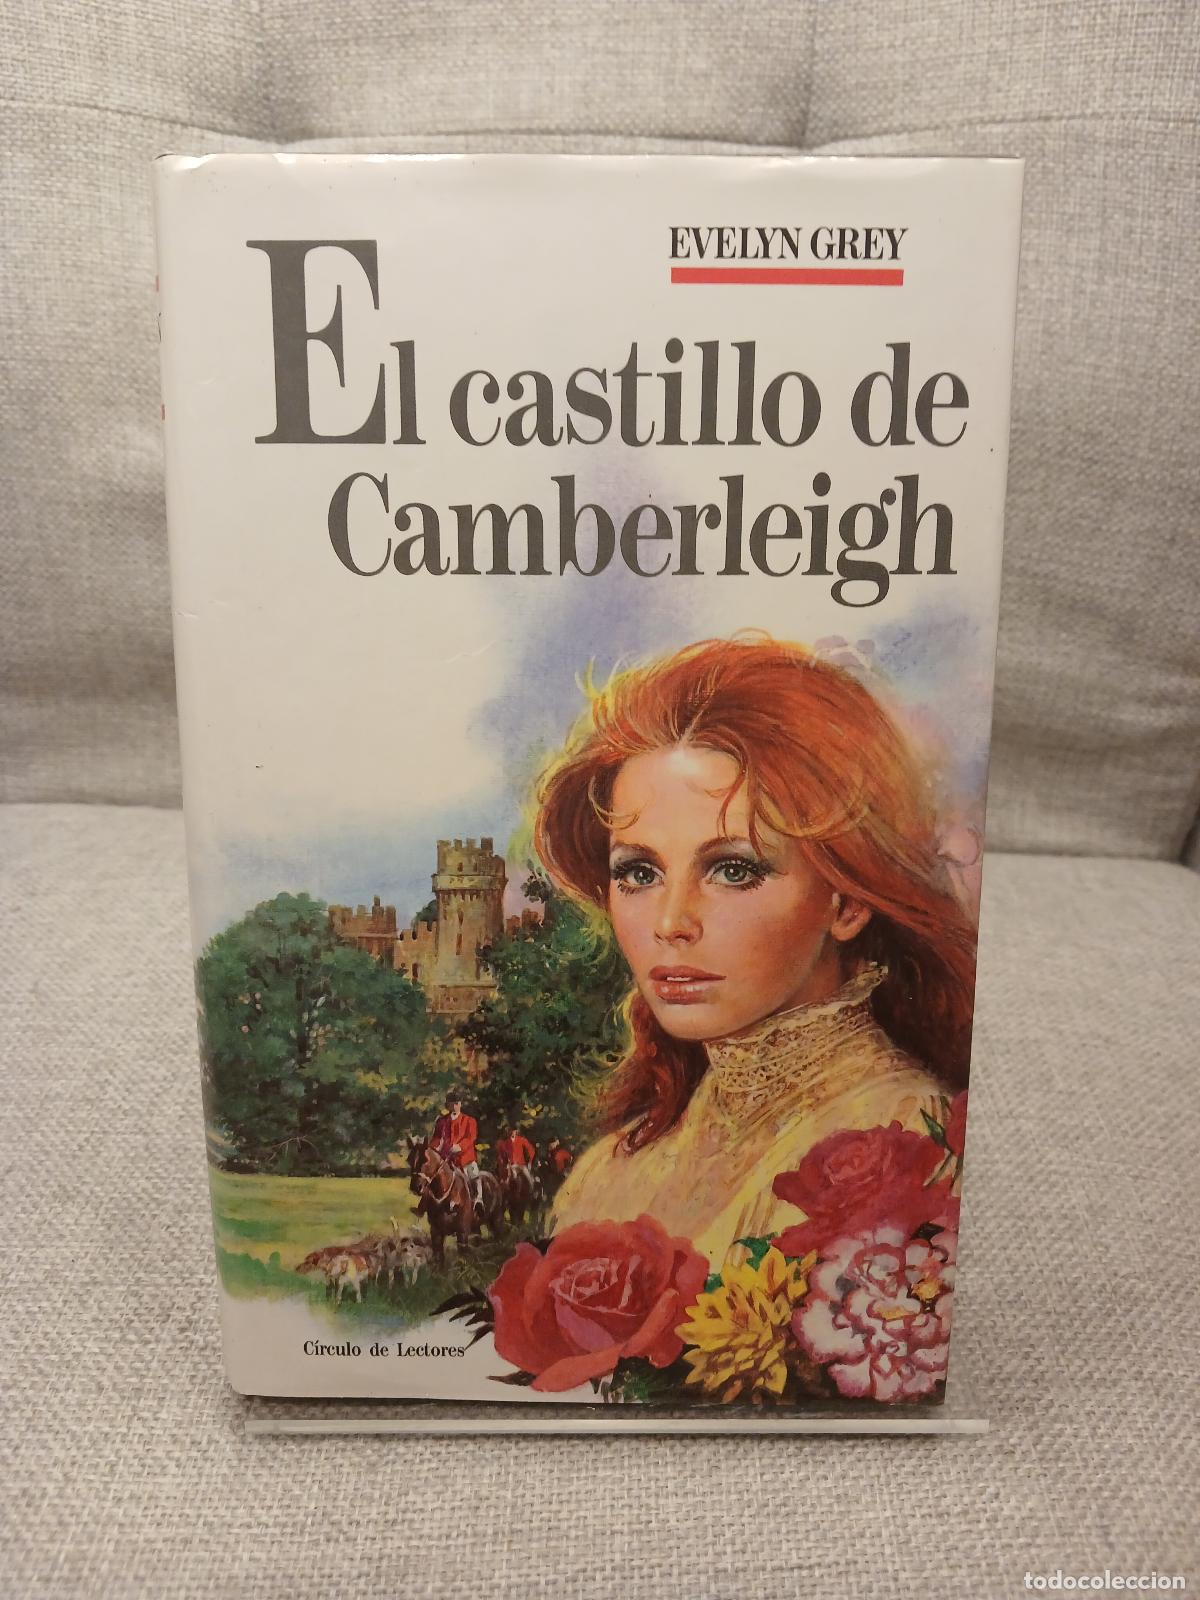 EVELYN GREY
El castillo de
Camberleigh
Círculo de Lectores
todocoleccion